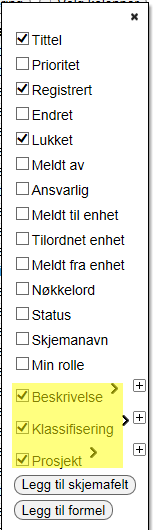 Tittel
Prioritet
Registrert
Endret
Lukket
Meldt av
Ansvarlig
Meldt til enhet
Tilordnet enhet
Meldt fra enhet
Nøkkelord
Status
Skjemanavn
Min rolle
Beskrivelse
Klassifisering
Prosjekt
Legg til skjemafelt
Legg til formel